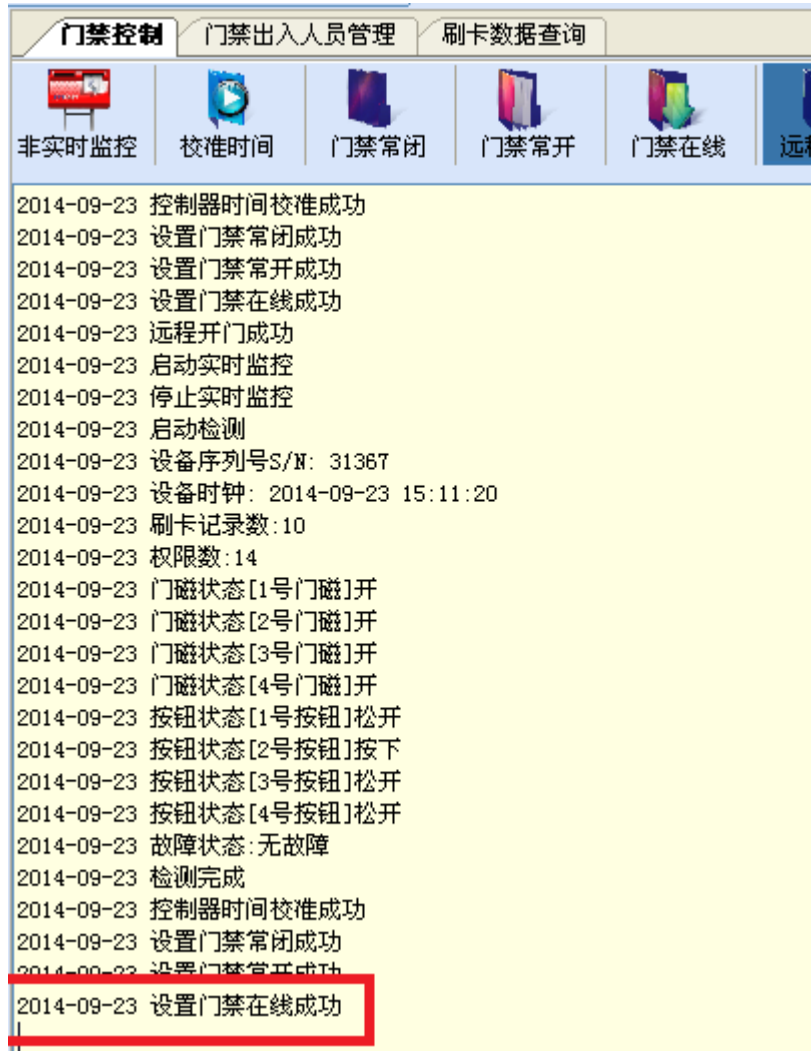 门禁控制 门禁出入人员管理 刷卡数据查询
非实时监控 校准时间 门禁常闭 门禁常开 门禁在线 远程
2014-09-23 控制器时间校准成功
2014-09-23 设置门禁常闭成功
2014-09-23 设置门禁常开成功
2014-09-23 设置门禁在线成功
2014-09-23 远程开门成功
2014-09-23 启动实时监控
2014-09-23 停止实时监控
2014-09-23 启动检测
2014-09-23 设备序列号S/N: 31367
2014-09-23 设备时钟: 2014-09-23 15:11:20
2014-09-23 刷卡记录数:10
2014-09-23 权限数:14
2014-09-23 门磁状态[1号门磁]开
2014-09-23 门磁状态[2号门磁]开
2014-09-23 门磁状态[3号门磁]开
2014-09-23 门磁状态[4号门磁]开
2014-09-23 按钮状态[1号按钮]松开
2014-09-23 按钮状态[2号按钮]按下
2014-09-23 按钮状态[3号按钮]松开
2014-09-23 按钮状态[4号按钮]松开
2014-09-23 故障状态:无故障
2014-09-23 检测完成
2014-09-23 控制器时间校准成功
2014-09-23 设置门禁常闭成功
2014-09-23 设置门禁常开成功
2014-09-23 设置门禁在线成功